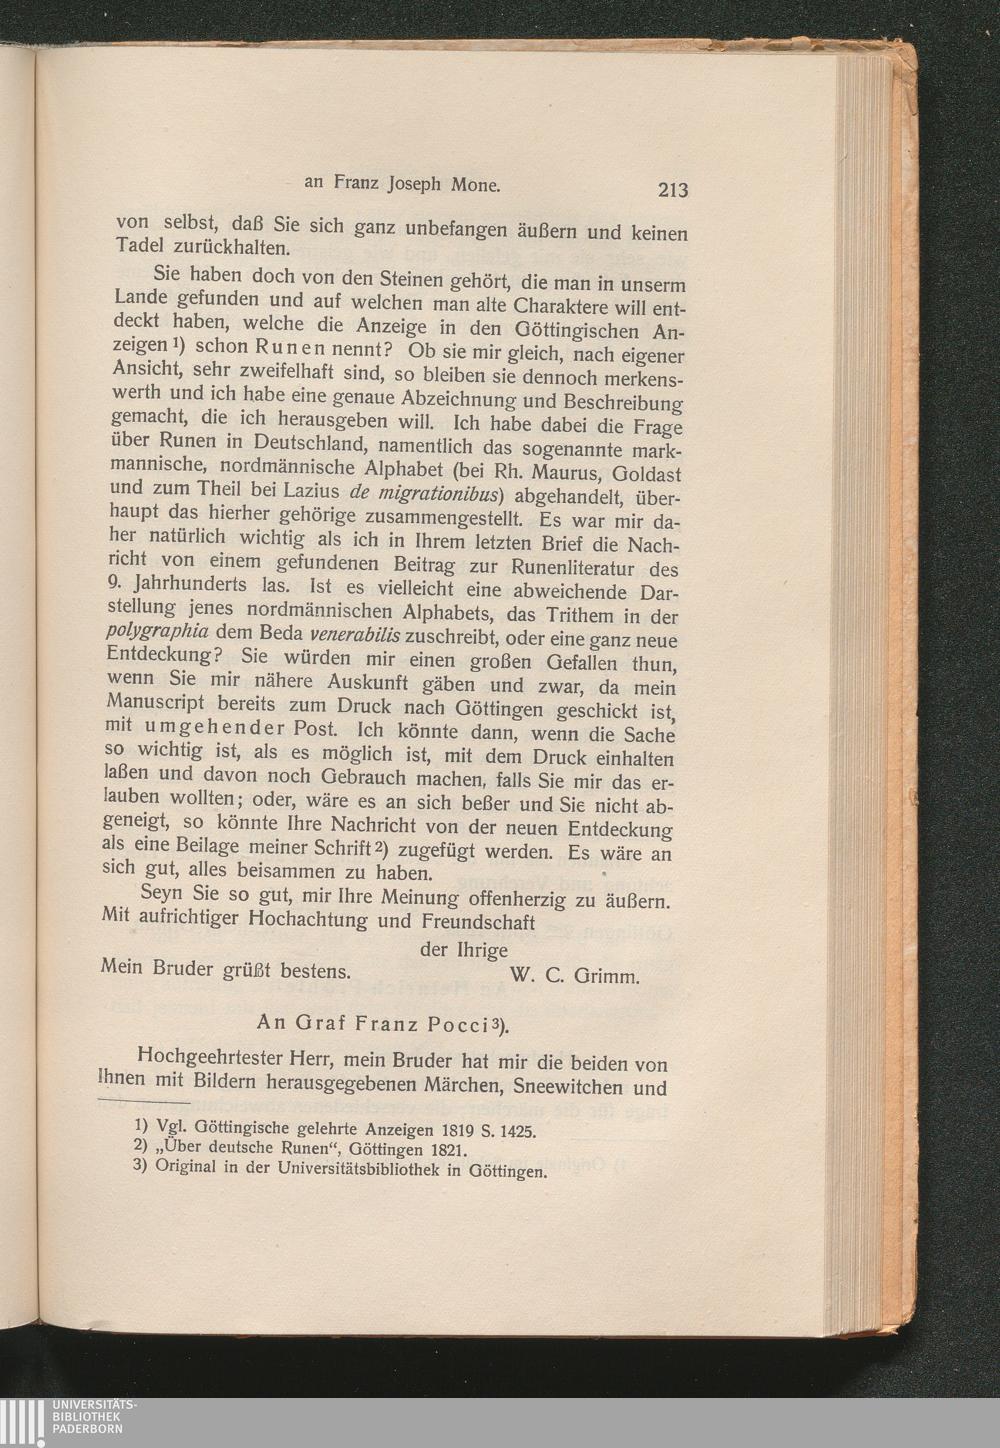 an Franz Joseph Mone. 213
von selbst, daß Sie sich ganz unbefangen äußern und keinen
Tadel zurückhalten.
Sie haben doch von den Steinen gehört, die man in unserm
Lande gefunden und auf welchen man alte Charaktere will ent-
deckt haben, welche die Anzeige in den Göttingischen An-
zeigen 1) schon Runen nennt? Ob sie mir gleich, nach eigener
Ansicht, sehr zweifelhaft sind, so bleiben sie dennoch merkens-
werth und ich habe eine genaue Abzeichnung und Beschreibung
gemacht, die ich herausgeben will. Ich habe dabei die Frage
über Runen in Deutschland, namentlich das sogenannte mark-
mannische, nordmännische Alphabet (bei Rh. Maurus, Goldast
und zum Theil bei Lazius de migrationibus) abgehandelt, über-
haupt das hierher gehörige zusammengestellt. Es war mir da-
her natürlich wichtig als ich in Ihrem letzten Brief die Nach-
richt von einem gefundenen Beitrag zur Runenliteratur des
9. Jahrhunderts las. Ist es vielleicht eine abweichende Dar-
stellung jenes nordmännischen Alphabets, das Trithem in der
polygraphia dem Beda venerabilis zuschreibt, oder eine ganz neue
Entdeckung? Sie würden mir einen großen Gefallen thun,
wenn Sie mir nähere Auskunft gäben und zwar, da mein
Manuscript bereits zum Druck nach Göttingen geschickt ist,
mit umgehender Post. Ich könnte dann, wenn die Sache
so wichtig ist, als es möglich ist, mit dem Druck einhalten
laßen und davon noch Gebrauch machen, falls Sie mir das er-
lauben wollten; oder, wäre es an sich beßer und Sie nicht ab-
geneigt, so könnte Ihre Nachricht von der neuen Entdeckung
als eine Beilage meiner Schrift 2) zugefügt werden. Es wäre an
sich gut, alles beisammen zu haben.
Seyn Sie so gut, mir Ihre Meinung offenherzig zu äußern.
Mit aufrichtiger Hochachtung und Freundschaft
der Ihrige
Mein Bruder grüßt bestens. W. C. Grimm.
An Graf Franz Pocci 3).
Hochgeehrtester Herr, mein Bruder hat mir die beiden von
Ihnen mit Bildern herausgegebenen Märchen, Sneewitchen und
1) Vgl. Göttingische gelehrte Anzeigen 1819 S. 1425.
2) „Über deutsche Runen“, Göttingen 1821.
3) Original in der Universitätsbibliothek in Göttingen.
UNIVERSITÄTS-
BIBLIOTHEK
PADERBORN